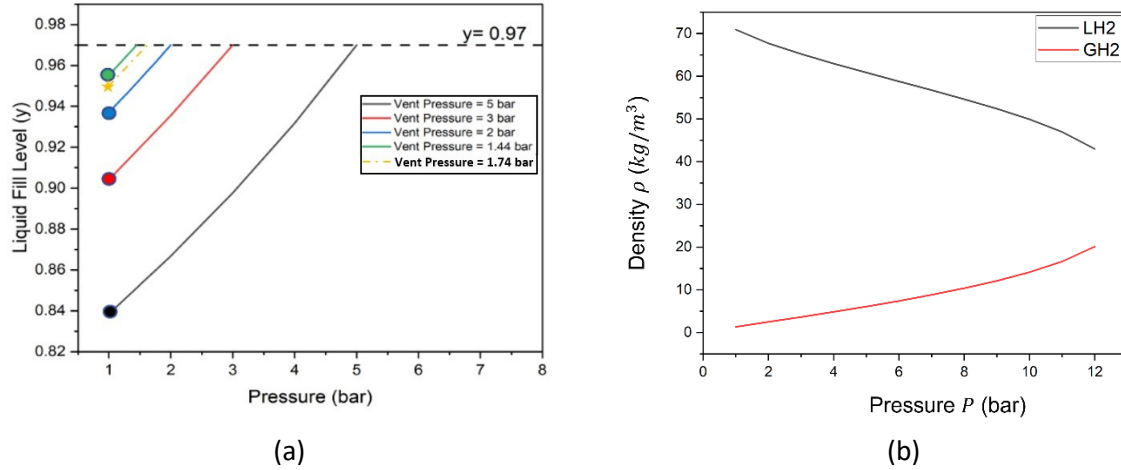 0.98
0.96
0.94
0.92
0.90
0.88
0.86
0.84
0.82
Liquid Fill Level (y)
y= 0.97
Vent Pressure = 5 bar
Vent Pressure = 3 bar
Vent Pressure = 2 bar
Vent Pressure = 1.44 bar
Vent Pressure = 1.74 bar
1 2 3 4 5 6 7 8
Pressure (bar)
(a)
70
60
50
40
30
20
10
0
Density ρ (kg/m³)
LH2
GH2
0 2 4 6 8 10 12
Pressure P (bar)
(b)